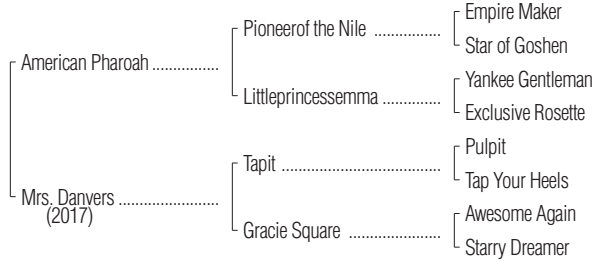 American Pharoah ................
Mrs. Danvers ........................
(2017)
Pioneerof the Nile ................
Littleprincessemma ..............
Tapit ......................................
Gracie Square ......................
Empire Maker
Star of Goshen
Yankee Gentleman
Exclusive Rosette
Pulpit
Tap Your Heels
Awesome Again
Starry Dreamer